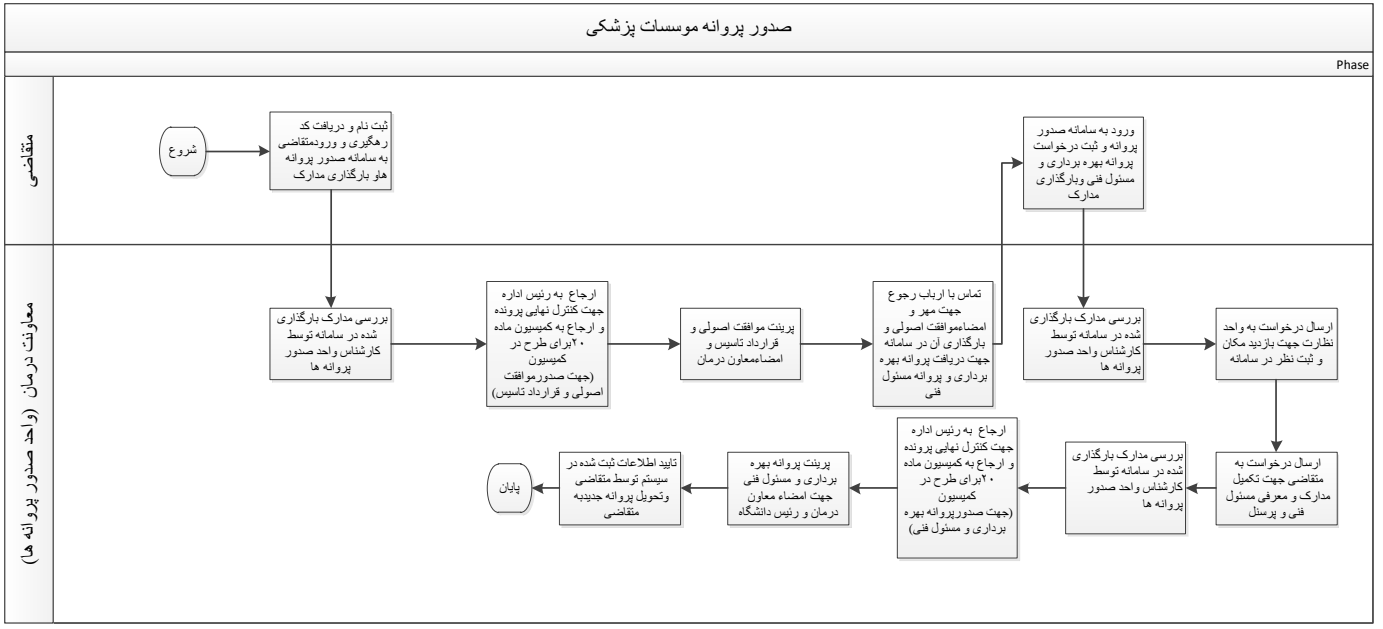 صدور پروانه موسسات پزشکی
Phase
متقاضی
شروع
ثبت نام و دریافت کد
رهگیری و ورودمتقاضی
به سامانه صدور پروانه
هاو بارگذاری مدارک
ورود به سامانه صدور
پروانه و ثبت درخواست
پروانه بهره برداری و
مسئول فنی وبارگذاری
مدارک
معاونت درمان (واحد صدور پروانه ها)
بررسی مدارک بارگذاری
شده در سامانه توسط
کارشناس واحد صدور
پروانه ها
ارجاع به رئیس اداره
جهت کنترل نهایی پرونده
و ارجاع به کمیسیون ماده
۲۰برای طرح در
کمیسیون
(جهت صدورموافقت
اصولی و قرارداد تاسیس)
پرینت موافقت اصولی و
قرارداد تاسیس و
امضاءمعاون درمان
تماس با ارباب رجوع
جهت مهر و
امضاءموافقت اصولی و
بارگذاری آن در سامانه
جهت دریافت پروانه بهره
برداری و پروانه مسئول
فنی
بررسی مدارک بارگذاری
شده در سامانه توسط
کارشناس واحد صدور
پروانه ها
ارسال درخواست به واحد
نظارت جهت بازدید مکان
و ثبت نظر در سامانه
ارسال درخواست به
متقاضی جهت تکمیل
مدارک و معرفی مسئول
فنی و پرسنل
بررسی مدارک بارگذاری
شده در سامانه توسط
کارشناس واحد صدور
پروانه ها
ارجاع به رئیس اداره
جهت کنترل نهایی پرونده
و ارجاع به کمیسیون ماده
۲۰برای طرح در
کمیسیون
(جهت صدورپروانه بهره
برداری و مسئول فنی)
پرینت پروانه بهره
برداری و مسئول فنی
جهت امضاء معاون
درمان و رئیس دانشگاه
تایید اطلاعات ثبت شده در
سیستم توسط متقاضی
وتحویل پروانه جدیدبه
متقاضی
پایان